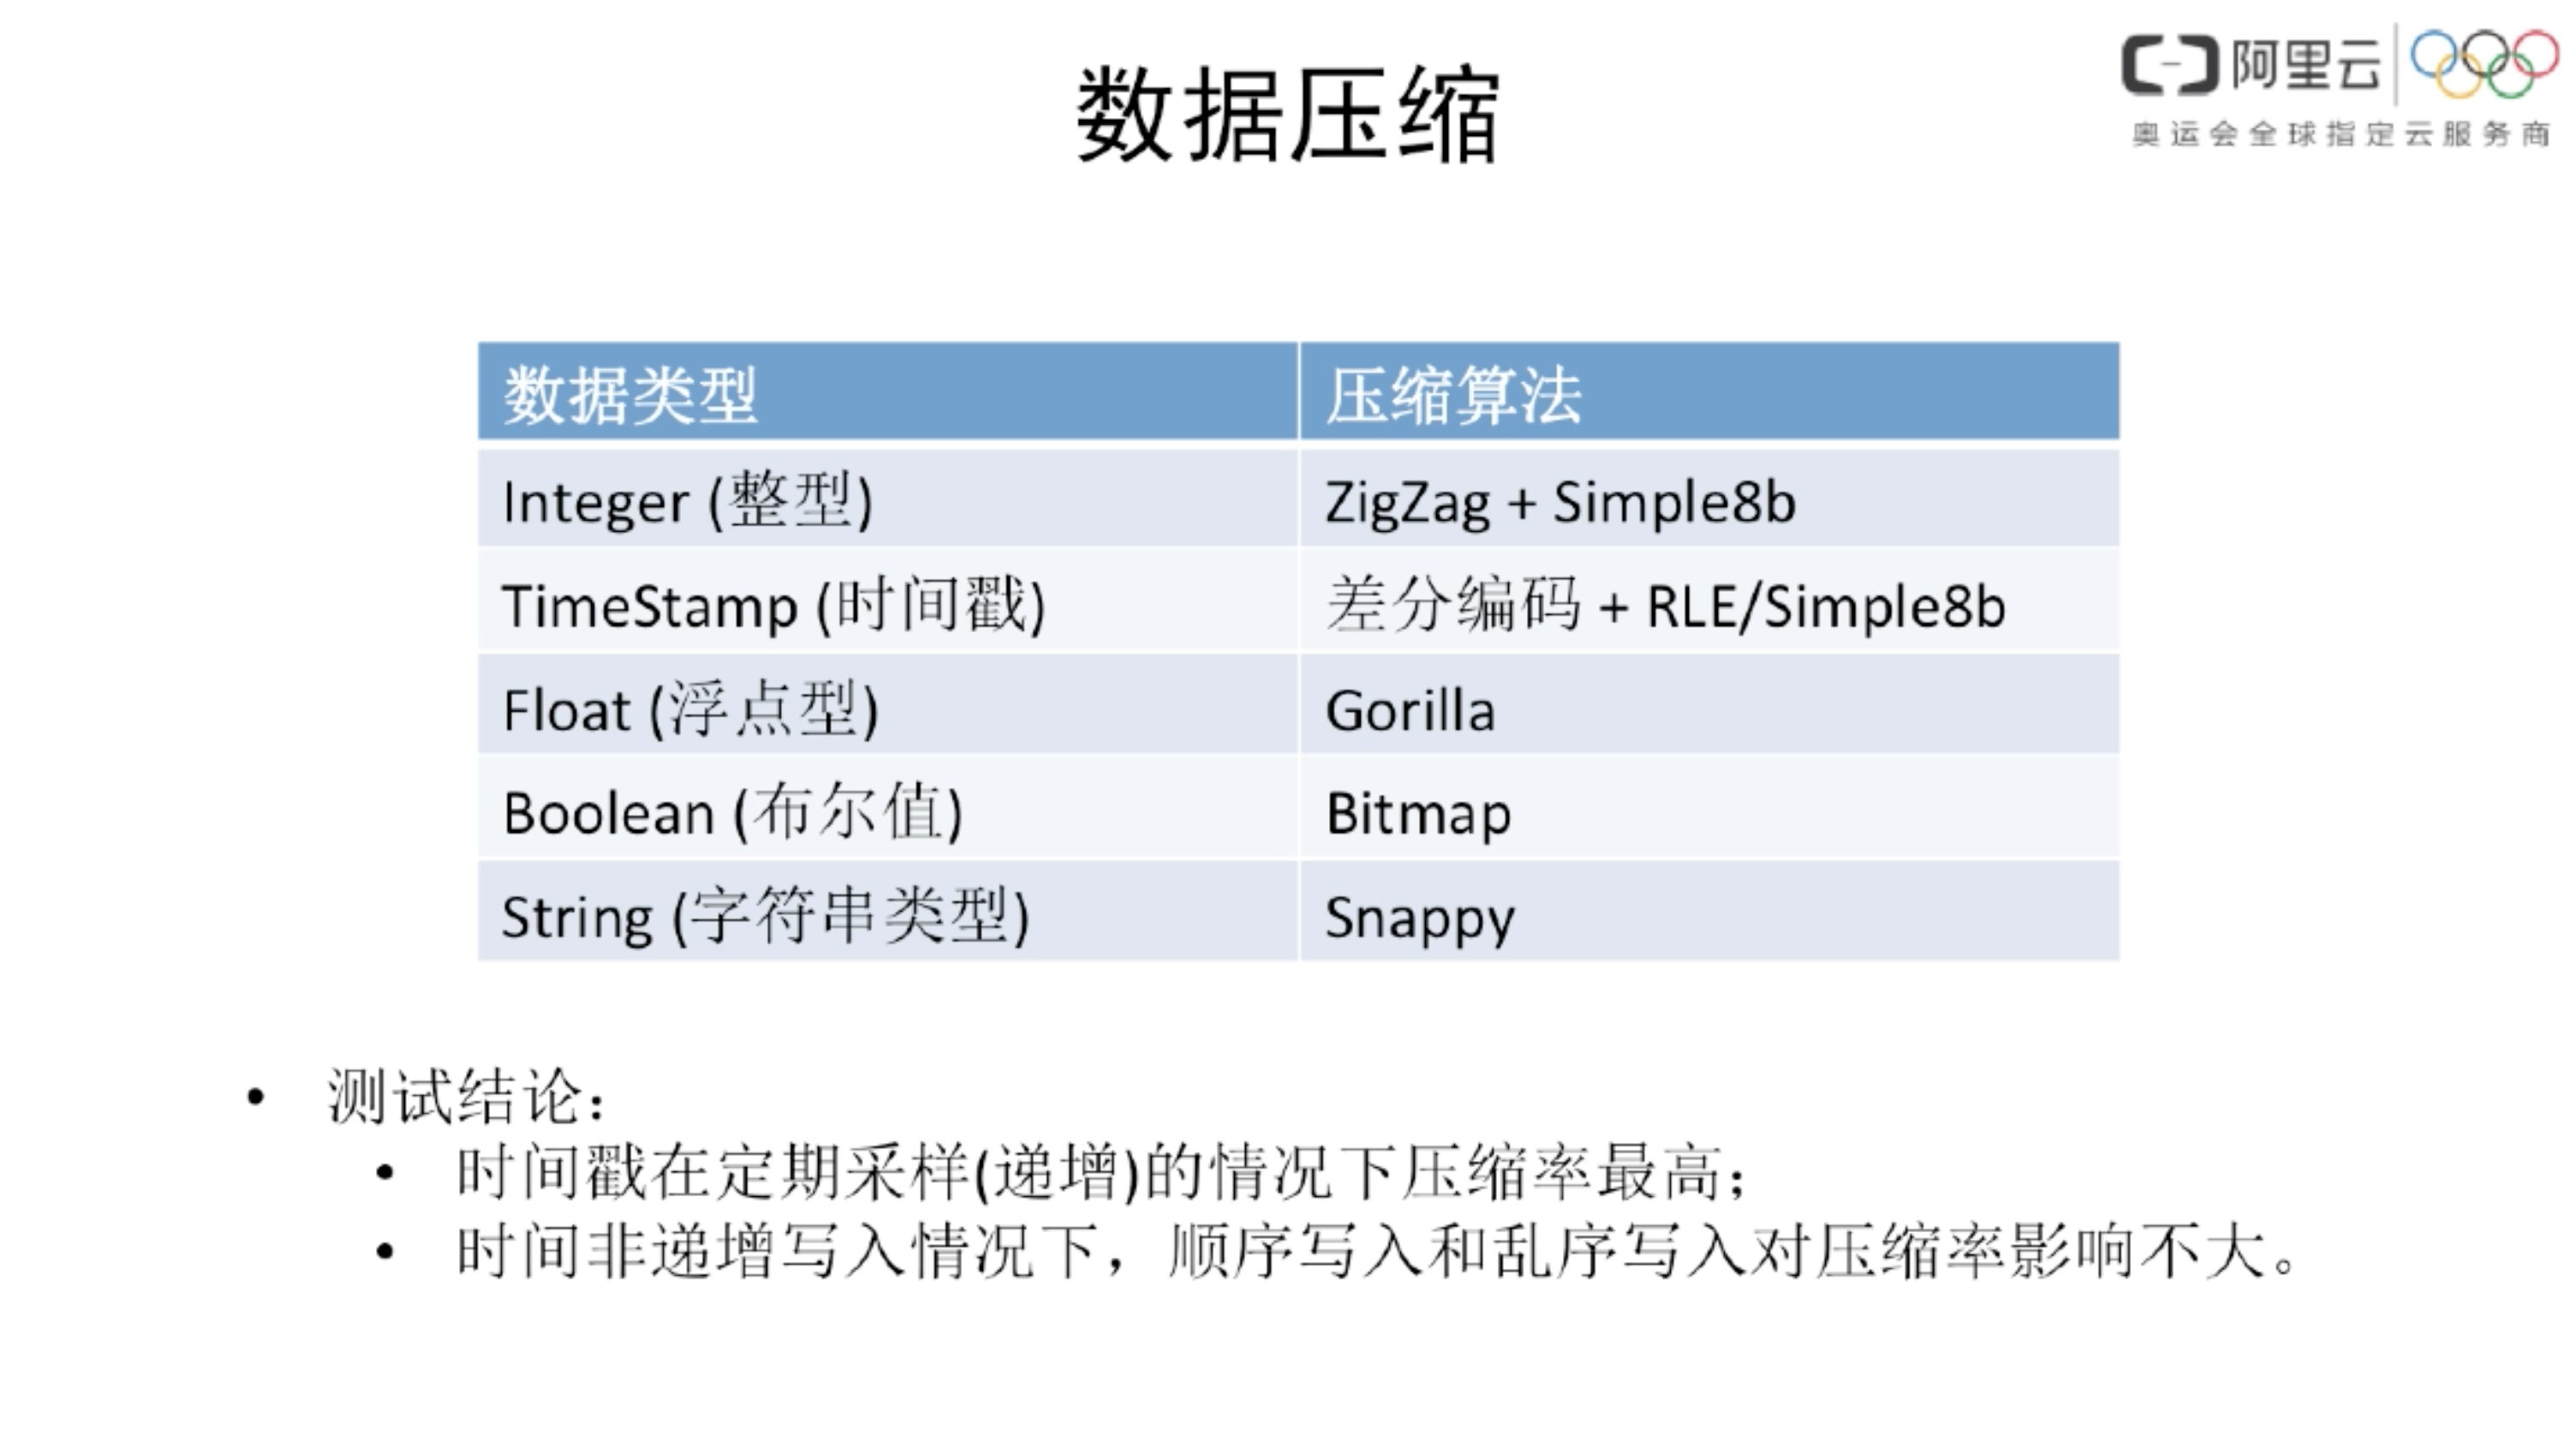 阿里云
奥运会全球指定云服务商
数据压缩
数据类型 压缩算法
Integer (整型) ZigZag + Simple8b
TimeStamp (时间戳) 差分编码 + RLE/Simple8b
Float (浮点型) Gorilla
Boolean (布尔值) Bitmap
String (字符串类型) Snappy
• 测试结论：
• 时间戳在定期采样(递增)的情况下压缩率最高；
• 时间非递增写入情况下，顺序写入和乱序写入对压缩率影响不大。